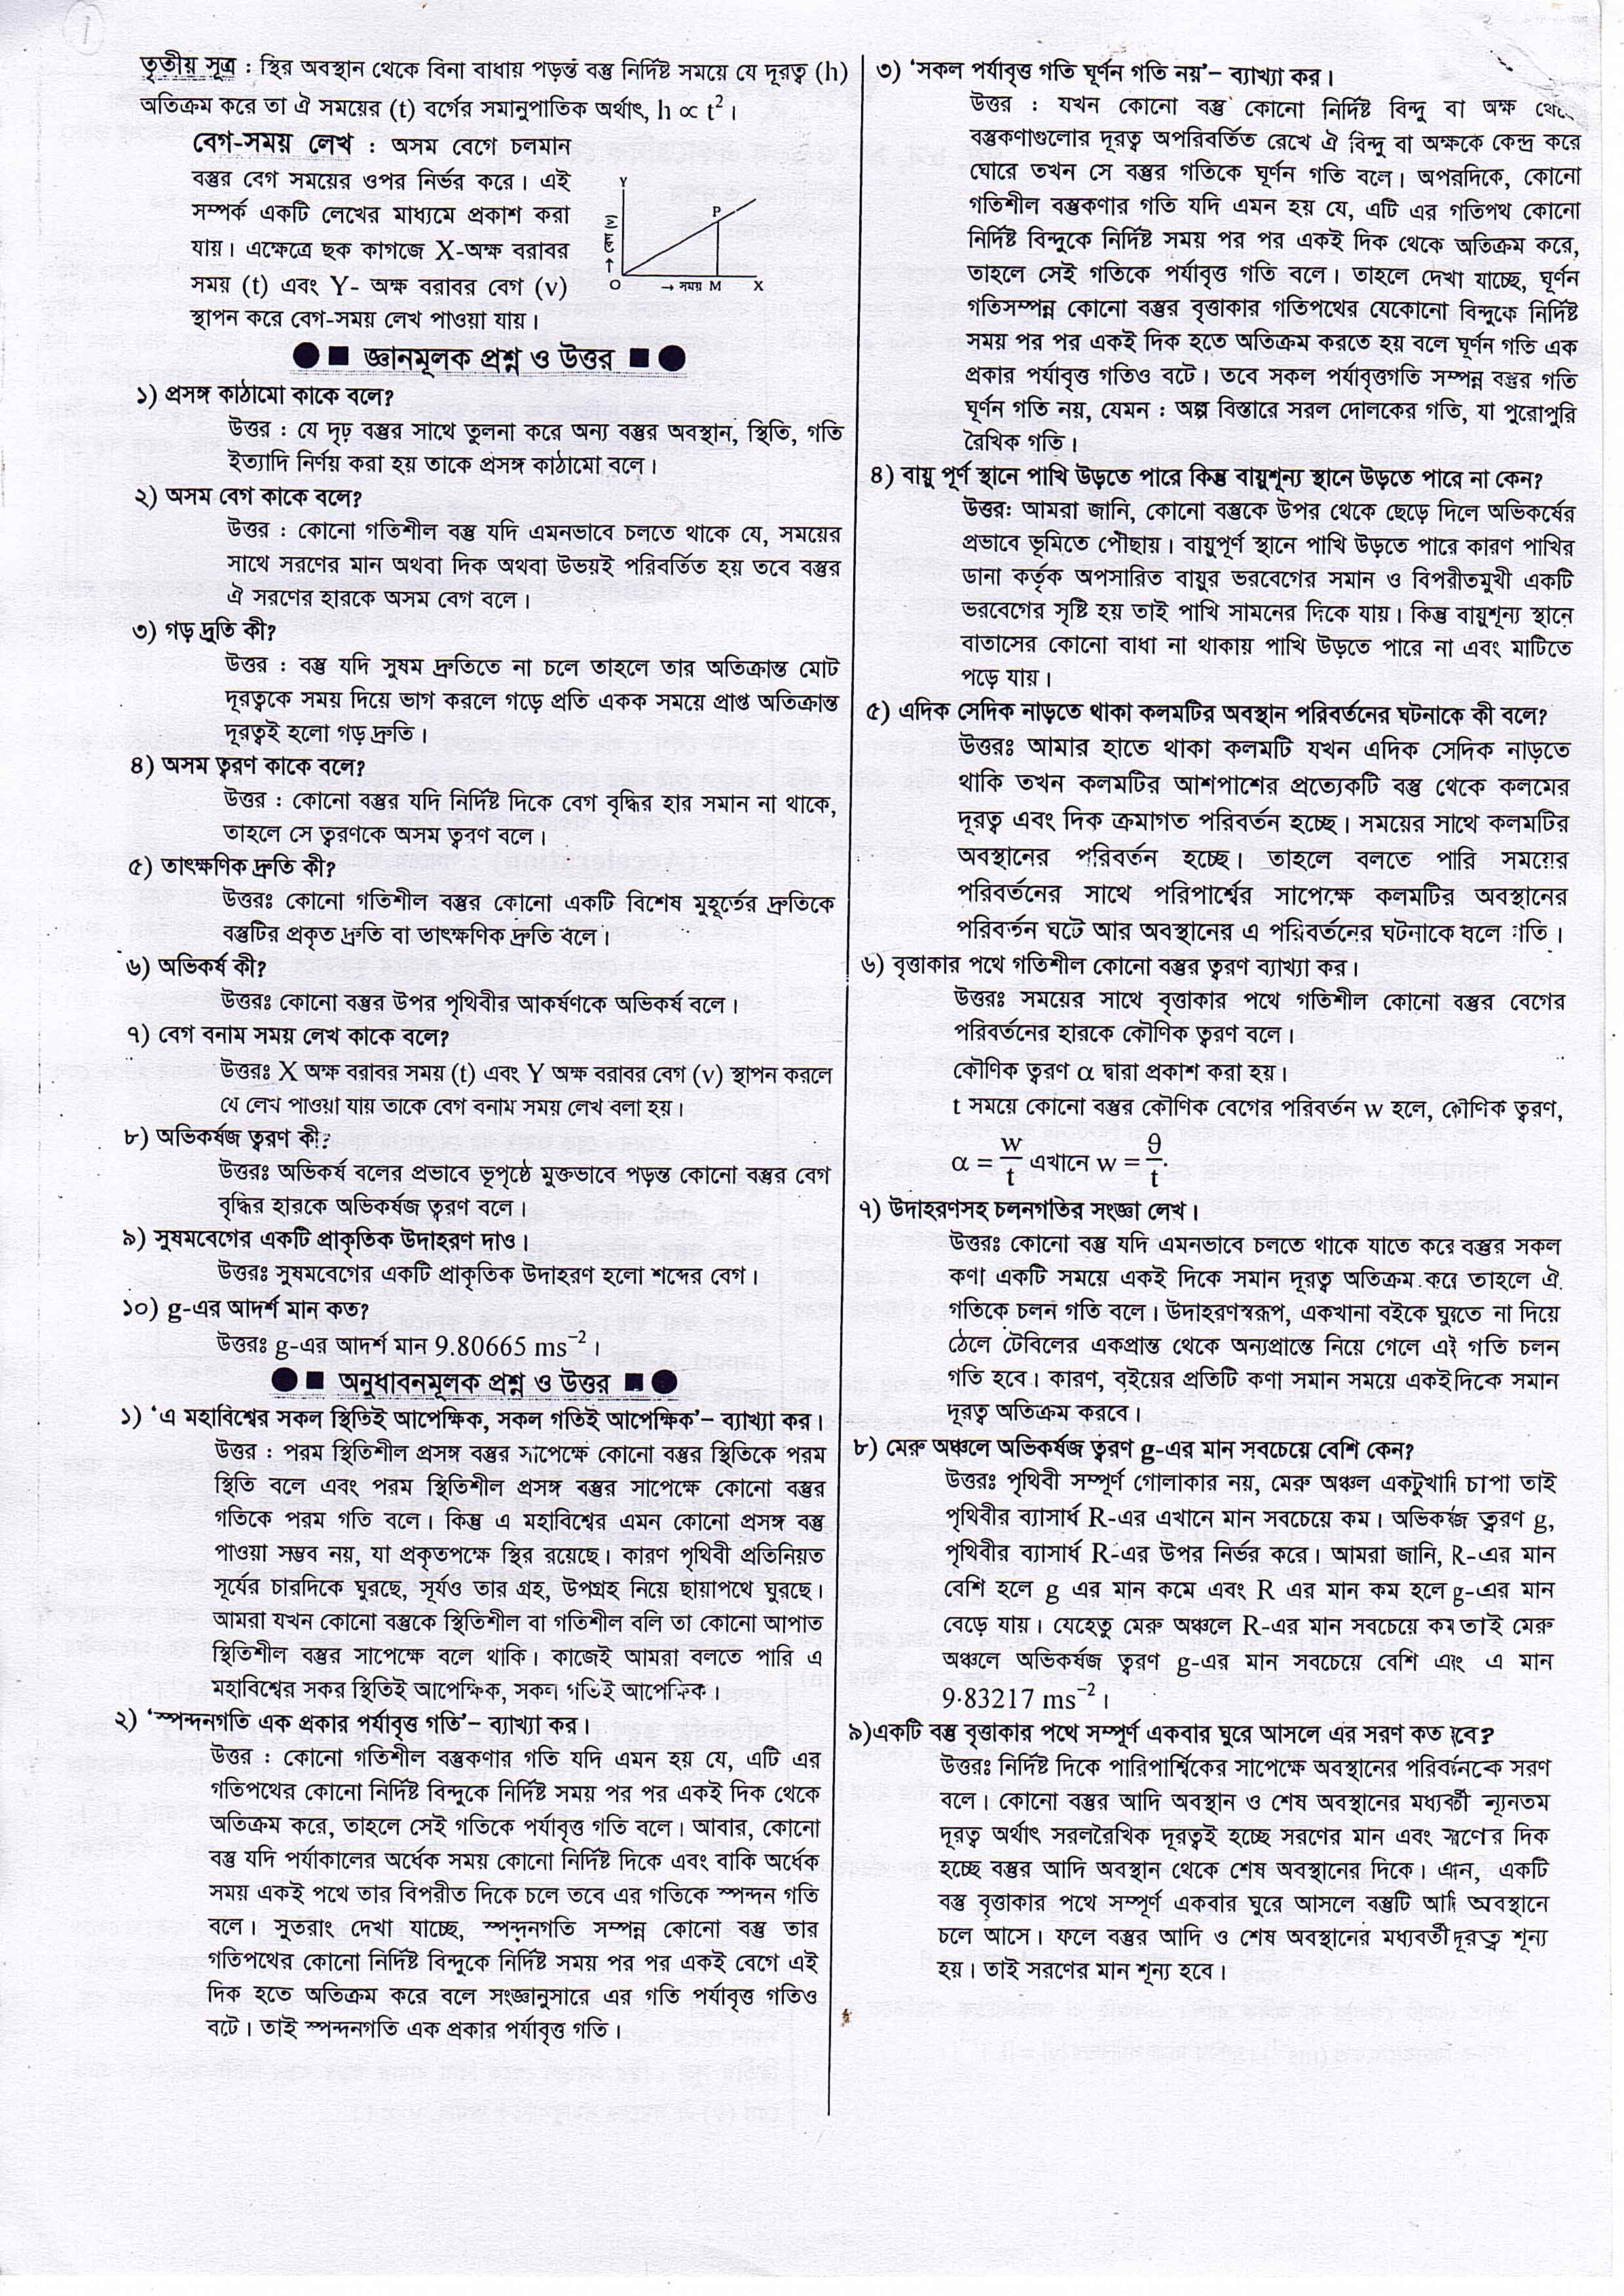 তৃতীয় সূত্র : স্থির অবস্থান থেকে বিনা বাধায় পড়ন্ত বস্তু নির্দিষ্ট সময়ে যে দূরত্ব (h)
অতিক্রম করে তা ঐ সময়ের (t) বর্গের সমানুপাতিক অর্থাৎ, h ∝ t²।
বেগ-সময় লেখ : অসম বেগে চলমান
বস্তুর বেগ সময়ের ওপর নির্ভর করে। এই
সম্পর্ক একটি লেখের মাধ্যমে প্রকাশ করা
যায়। এক্ষেত্রে ছক কাগজে X-অক্ষ বরাবর
সময় (t) এবং Y- অক্ষ বরাবর বেগ (v)
স্থাপন করে বেগ-সময় লেখ পাওয়া যায়।
Y
P
→ বেগ (v)
O → সময় M X
● ■ জ্ঞানমূলক প্রশ্ন ও উত্তর ■ ●
১) প্রসঙ্গ কাঠামো কাকে বলে?
উত্তর : যে দৃঢ় বস্তুর সাথে তুলনা করে অন্য বস্তুর অবস্থান, স্থিতি, গতি
ইত্যাদি নির্ণয় করা হয় তাকে প্রসঙ্গ কাঠামো বলে।
২) অসম বেগ কাকে বলে?
উত্তর : কোনো গতিশীল বস্তু যদি এমনভাবে চলতে থাকে যে, সময়ের
সাথে সরণের মান অথবা দিক অথবা উভয়ই পরিবর্তিত হয় তবে বস্তুর
ঐ সরণের হারকে অসম বেগ বলে।
৩) গড় দ্রুতি কী?
উত্তর : বস্তু যদি সুষম দ্রুতিতে না চলে তাহলে তার অতিক্রান্ত মোট
দূরত্বকে সময় দিয়ে ভাগ করলে গড়ে প্রতি একক সময়ে প্রাপ্ত অতিক্রান্ত
দূরত্বই হলো গড় দ্রুতি।
৪) অসম ত্বরণ কাকে বলে?
উত্তর : কোনো বস্তুর যদি নির্দিষ্ট দিকে বেগ বৃদ্ধির হার সমান না থাকে,
তাহলে সে ত্বরণকে অসম ত্বরণ বলে।
৫) তাৎক্ষণিক দ্রুতি কী?
উত্তরঃ কোনো গতিশীল বস্তুর কোনো একটি বিশেষ মুহূর্তের দ্রুতিকে
বস্তুটির প্রকৃত দ্রুতি বা তাৎক্ষণিক দ্রুতি বলে।
৬) অভিকর্ষ কী?
উত্তরঃ কোনো বস্তুর উপর পৃথিবীর আকর্ষণকে অভিকর্ষ বলে।
৭) বেগ বনাম সময় লেখ কাকে বলে?
উত্তরঃ X অক্ষ বরাবর সময় (t) এবং Y অক্ষ বরাবর বেগ (v) স্থাপন করলে
যে লেখ পাওয়া যায় তাকে বেগ বনাম সময় লেখ বলা হয়।
৮) অভিকর্ষজ ত্বরণ কী?
উত্তরঃ অভিকর্ষ বলের প্রভাবে ভূপৃষ্ঠে মুক্তভাবে পড়ন্ত কোনো বস্তুর বেগ
বৃদ্ধির হারকে অভিকর্ষজ ত্বরণ বলে।
৯) সুষমবেগের একটি প্রাকৃতিক উদাহরণ দাও।
উত্তরঃ সুষমবেগের একটি প্রাকৃতিক উদাহরণ হলো শব্দের বেগ।
১০) g-এর আদর্শ মান কত?
উত্তরঃ g-এর আদর্শ মান 9.80665 ms⁻²।
● ■ অনুধাবনমূলক প্রশ্ন ও উত্তর ■ ●
১) ‘এ মহাবিশ্বের সকল স্থিতিই আপেক্ষিক, সকল গতিই আপেক্ষিক’– ব্যাখ্যা কর।
উত্তর : পরম স্থিতিশীল প্রসঙ্গ বস্তুর সাপেক্ষে কোনো বস্তুর স্থিতিকে পরম
স্থিতি বলে এবং পরম স্থিতিশীল প্রসঙ্গ বস্তুর সাপেক্ষে কোনো বস্তুর
গতিকে পরম গতি বলে। কিন্তু এ মহাবিশ্বের এমন কোনো প্রসঙ্গ বস্তু
পাওয়া সম্ভব নয়, যা প্রকৃতপক্ষে স্থির রয়েছে। কারণ পৃথিবী প্রতিনিয়ত
সূর্যের চারদিকে ঘুরছে, সূর্যও তার গ্রহ, উপগ্রহ নিয়ে ছায়াপথে ঘুরছে।
আমরা যখন কোনো বস্তুকে স্থিতিশীল বা গতিশীল বলি তা কোনো আপাত
স্থিতিশীল বস্তুর সাপেক্ষে বলে থাকি। কাজেই আমরা বলতে পারি এ
মহাবিশ্বের সকর স্থিতিই আপেক্ষিক, সকল গতিই আপেক্ষিক।
২) ‘স্পন্দনগতি এক প্রকার পর্যাবৃত্ত গতি’– ব্যাখ্যা কর।
উত্তর : কোনো গতিশীল বস্তুকণার গতি যদি এমন হয় যে, এটি এর
গতিপথের কোনো নির্দিষ্ট বিন্দুকে নির্দিষ্ট সময় পর পর একই দিক থেকে
অতিক্রম করে, তাহলে সেই গতিকে পর্যাবৃত্ত গতি বলে। আবার, কোনো
বস্তু যদি পর্যাকালের অর্ধেক সময় কোনো নির্দিষ্ট দিকে এবং বাকি অর্ধেক
সময় একই পথে তার বিপরীত দিকে চলে তবে এর গতিকে স্পন্দন গতি
বলে। সুতরাং দেখা যাচ্ছে, স্পন্দনগতি সম্পন্ন কোনো বস্তু তার
গতিপথের কোনো নির্দিষ্ট বিন্দুকে নির্দিষ্ট সময় পর পর একই বেগে এই
দিক হতে অতিক্রম করে বলে সংজ্ঞানুসারে এর গতি পর্যাবৃত্ত গতিও
বটে। তাই স্পন্দনগতি এক প্রকার পর্যাবৃত্ত গতি।
৩) ‘সকল পর্যাবৃত্ত গতি ঘূর্ণন গতি নয়’– ব্যাখ্যা কর।
উত্তর : যখন কোনো বস্তু কোনো নির্দিষ্ট বিন্দু বা অক্ষ থেকে
বস্তুকণাগুলোর দূরত্ব অপরিবর্তিত রেখে ঐ বিন্দু বা অক্ষকে কেন্দ্র করে
ঘোরে তখন সে বস্তুর গতিকে ঘূর্ণন গতি বলে। অপরদিকে, কোনো
গতিশীল বস্তুকণার গতি যদি এমন হয় যে, এটি এর গতিপথ কোনো
নির্দিষ্ট বিন্দুকে নির্দিষ্ট সময় পর পর একই দিক থেকে অতিক্রম করে,
তাহলে সেই গতিকে পর্যাবৃত্ত গতি বলে। তাহলে দেখা যাচ্ছে, ঘূর্ণন
গতিসম্পন্ন কোনো বস্তুর বৃত্তাকার গতিপথের যেকোনো বিন্দুকে নির্দিষ্ট
সময় পর পর একই দিক হতে অতিক্রম করতে হয় বলে ঘূর্ণন গতি এক
প্রকার পর্যাবৃত্ত গতিও বটে। তবে সকল পর্যাবৃত্তগতি সম্পন্ন বস্তুর গতি
ঘূর্ণন গতি নয়, যেমন : অল্প বিস্তারে সরল দোলকের গতি, যা পুরোপুরি
রৈখিক গতি।
৪) বায়ু পূর্ণ স্থানে পাখি উড়তে পারে কিন্তু বায়ুশূন্য স্থানে উড়তে পারে না কেন?
উত্তর: আমরা জানি, কোনো বস্তুকে উপর থেকে ছেড়ে দিলে অভিকর্ষের
প্রভাবে ভূমিতে পৌঁছায়। বায়ুপূর্ণ স্থানে পাখি উড়তে পারে কারণ পাখির
ডানা কর্তৃক অপসারিত বায়ুর ভরবেগের সমান ও বিপরীতমুখী একটি
ভরবেগের সৃষ্টি হয় তাই পাখি সামনের দিকে যায়। কিন্তু বায়ুশূন্য স্থানে
বাতাসের কোনো বাধা না থাকায় পাখি উড়তে পারে না এবং মাটিতে
পড়ে যায়।
৫) এদিক সেদিক নাড়তে থাকা কলমটির অবস্থান পরিবর্তনের ঘটনাকে কী বলে?
উত্তরঃ আমার হাতে থাকা কলমটি যখন এদিক সেদিক নাড়তে
থাকি তখন কলমটির আশপাশের প্রত্যেকটি বস্তু থেকে কলমের
দূরত্ব এবং দিক ক্রমাগত পরিবর্তন হচ্ছে। সময়ের সাথে কলমটির
অবস্থানের পরিবর্তন হচ্ছে। তাহলে বলতে পারি সময়ের
পরিবর্তনের সাথে পরিপার্শ্বের সাপেক্ষে কলমটির অবস্থানের
পরিবর্তন ঘটে আর অবস্থানের এ পরিবর্তনের ঘটনাকে বলে গতি।
৬) বৃত্তাকার পথে গতিশীল কোনো বস্তুর ত্বরণ ব্যাখ্যা কর।
উত্তরঃ সময়ের সাথে বৃত্তাকার পথে গতিশীল কোনো বস্তুর বেগের
পরিবর্তনের হারকে কৌণিক ত্বরণ বলে।
কৌণিক ত্বরণ α দ্বারা প্রকাশ করা হয়।
t সময়ে কোনো বস্তুর কৌণিক বেগের পরিবর্তন w হলে, কৌণিক ত্বরণ,
α = w/t এখানে w = θ/t.
৭) উদাহরণসহ চলনগতির সংজ্ঞা লেখ।
উত্তরঃ কোনো বস্তু যদি এমনভাবে চলতে থাকে যাতে করে বস্তুর সকল
কণা একটি সময়ে একই দিকে সমান দূরত্ব অতিক্রম করে তাহলে ঐ
গতিকে চলন গতি বলে। উদাহরণস্বরূপ, একখানা বইকে ঘুরতে না দিয়ে
ঠেলে টেবিলের একপ্রান্ত থেকে অন্যপ্রান্তে নিয়ে গেলে এই গতি চলন
গতি হবে। কারণ, বইয়ের প্রতিটি কণা সমান সময়ে একই দিকে সমান
দূরত্ব অতিক্রম করবে।
৮) মেরু অঞ্চলে অভিকর্ষজ ত্বরণ g-এর মান সবচেয়ে বেশি কেন?
উত্তরঃ পৃথিবী সম্পূর্ণ গোলাকার নয়, মেরু অঞ্চল একটুখানি চাপা তাই
পৃথিবীর ব্যাসার্ধ R-এর এখানে মান সবচেয়ে কম। অভিকর্ষজ ত্বরণ g,
পৃথিবীর ব্যাসার্ধ R-এর উপর নির্ভর করে। আমরা জানি, R-এর মান
বেশি হলে g এর মান কমে এবং R এর মান কম হলে g-এর মান
বেড়ে যায়। যেহেতু মেরু অঞ্চলে R-এর মান সবচেয়ে কম তাই মেরু
অঞ্চলে অভিকর্ষজ ত্বরণ g-এর মান সবচেয়ে বেশি এবং এ মান
9·83217 ms⁻²।
৯)একটি বস্তু বৃত্তাকার পথে সম্পূর্ণ একবার ঘুরে আসলে এর সরণ কত হবে?
উত্তরঃ নির্দিষ্ট দিকে পারিপার্শ্বিকের সাপেক্ষে অবস্থানের পরিবর্তনকে সরণ
বলে। কোনো বস্তুর আদি অবস্থান ও শেষ অবস্থানের মধ্যবর্তী ন্যূনতম
দূরত্ব অর্থাৎ সরলরৈখিক দূরত্বই হচ্ছে সরণের মান এবং সরণের দিক
হচ্ছে বস্তুর আদি অবস্থান থেকে শেষ অবস্থানের দিকে। এখন, একটি
বস্তু বৃত্তাকার পথে সম্পূর্ণ একবার ঘুরে আসলে বস্তুটি আদি অবস্থানে
চলে আসে। ফলে বস্তুর আদি ও শেষ অবস্থানের মধ্যবর্তী দূরত্ব শূন্য
হয়। তাই সরণের মান শূন্য হবে।